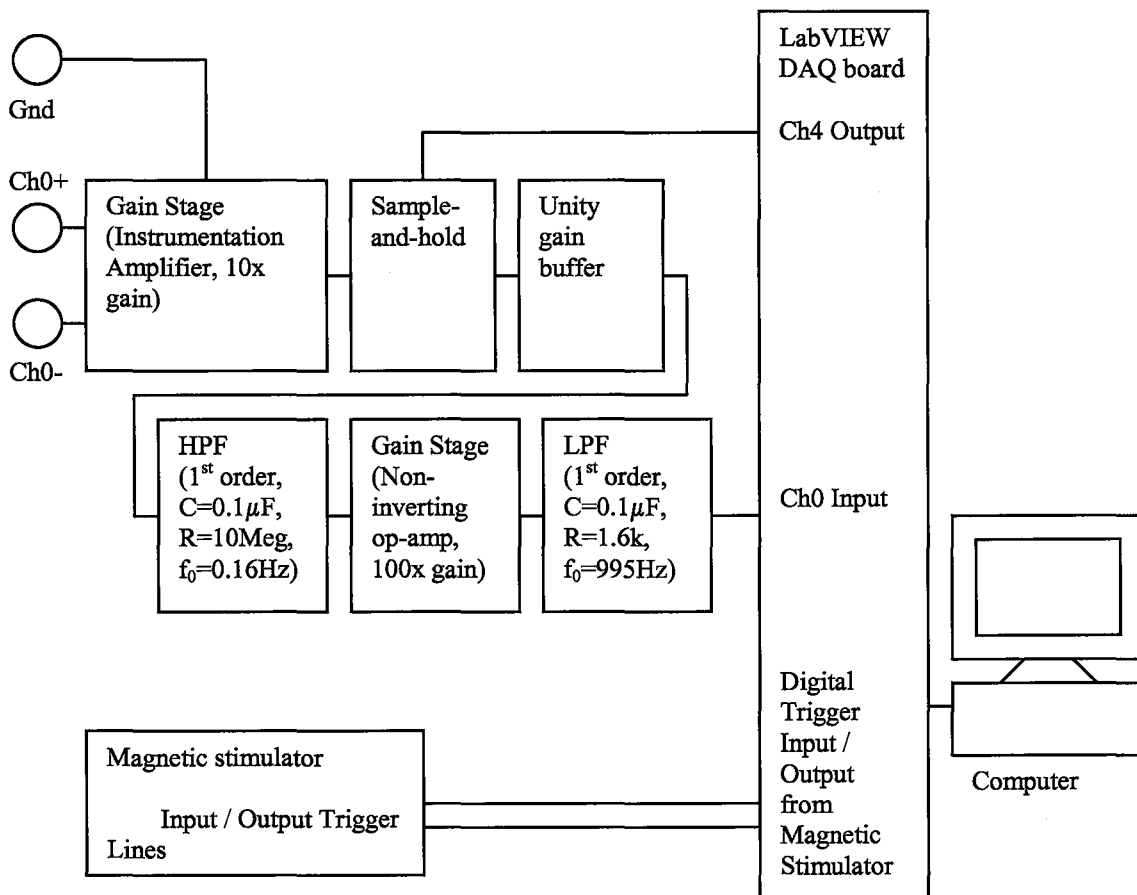 LabVIEW
DAQ board
Gnd
Ch4 Output
Ch0+
Gain Stage
(Instrumentation
Amplifier, 10x
gain)
Sample-
and-hold
Unity
gain
buffer
Ch0-
HPF
(1st order,
C=0.1μF,
R=10Meg,
f0=0.16Hz)
Gain Stage
(Non-
inverting
op-amp,
100x gain)
LPF
(1st order,
C=0.1μF,
R=1.6k,
f0=995Hz)
Ch0 Input
Digital
Trigger
Input /
Output
from
Magnetic
Stimulator
Magnetic stimulator
Input / Output Trigger
Lines
Computer